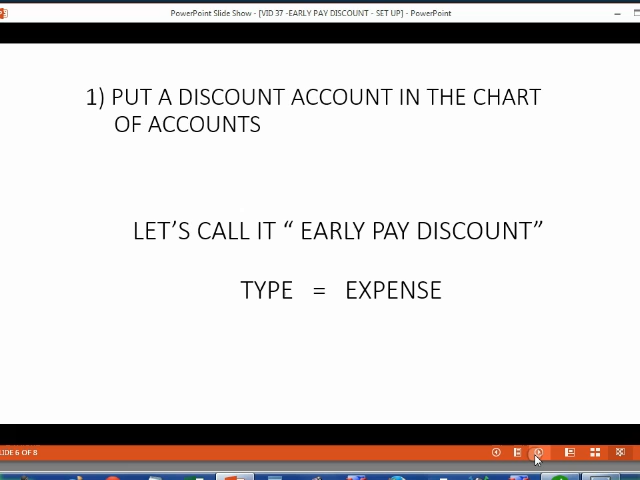 PowerPoint Slide Show - [VID 37 -EARLY PAY DISCOUNT - SET UP] - PowerPoint
1) PUT A DISCOUNT ACCOUNT IN THE CHART
OF ACCOUNTS
LET'S CALL IT “ EARLY PAY DISCOUNT”
TYPE = EXPENSE
LIDE 6 OF 8